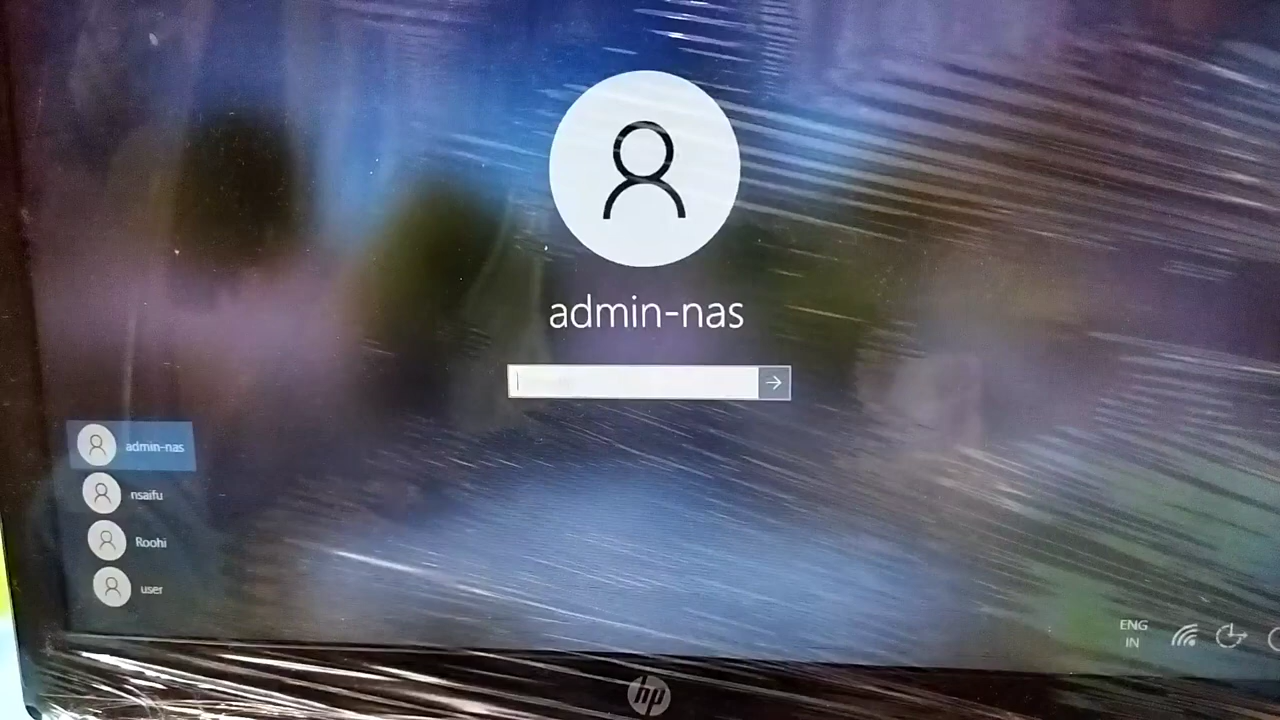 admin-nas
admin-nas
nsaifu
Roohi
user
ENG
IN
hp